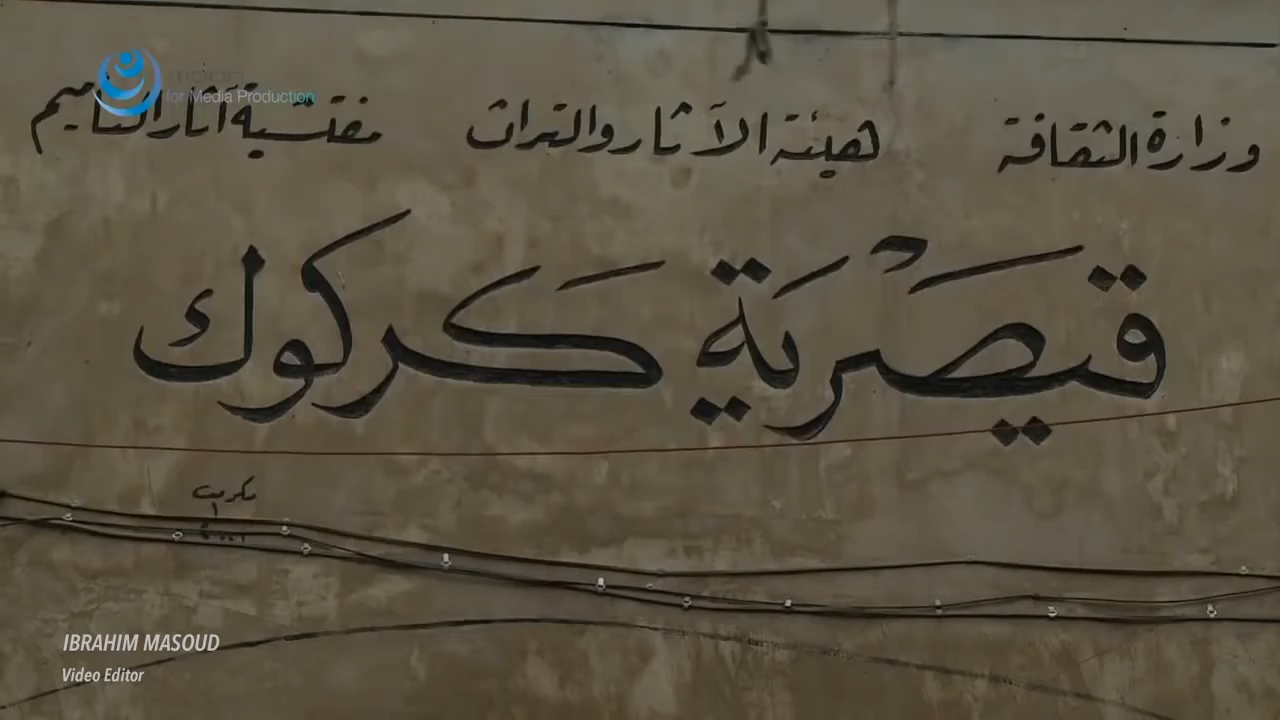 وزارة الثقافة هيئة الآثار والتراث مفتشية آثار التأميم
قيصرية كركوك
for Media Production
IBRAHIM MASOUD
Video Editor